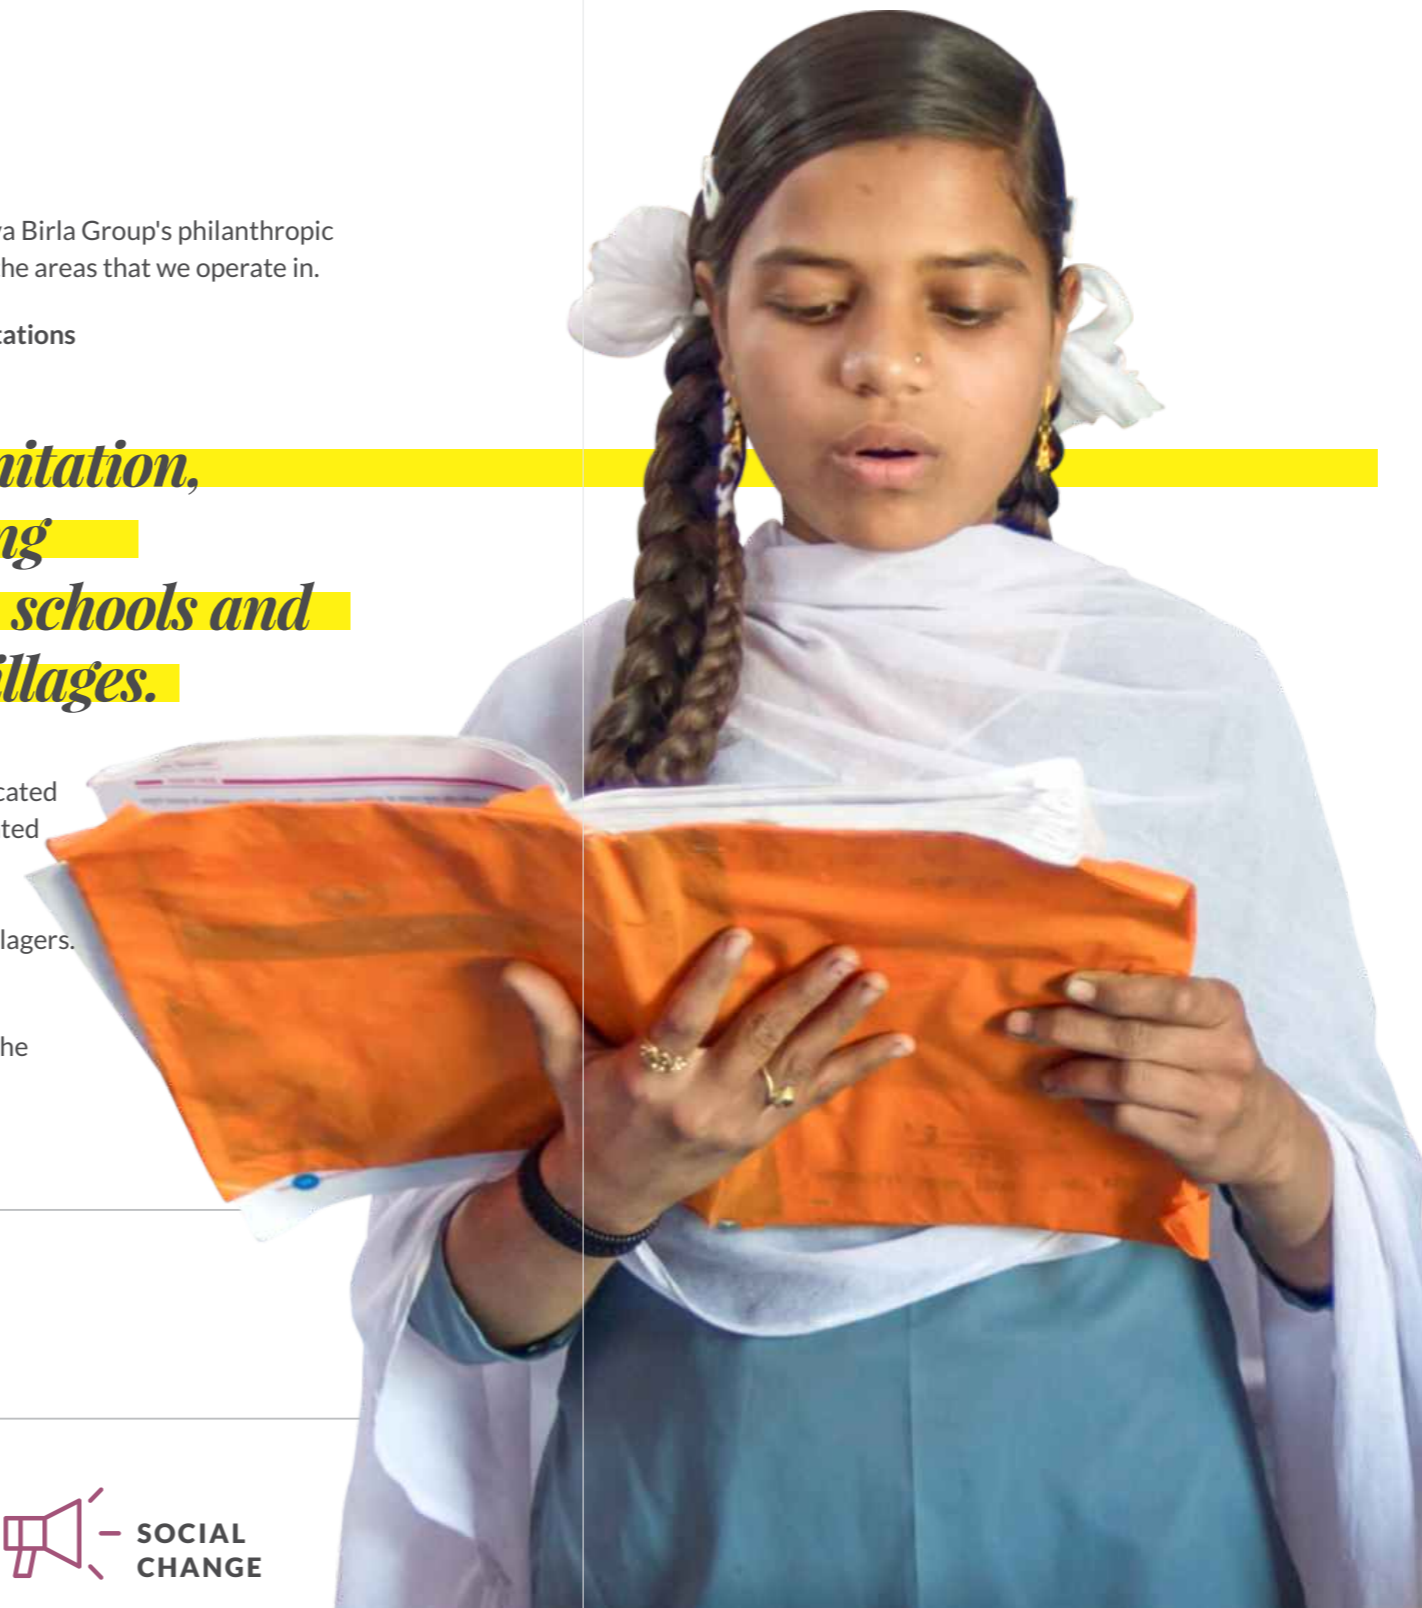 a Birla Group's philanthropic
he areas that we operate in.
cations
nitation,
ng
schools and
illages.
cated
ted
lagers.
he
SOCIAL
CHANGE